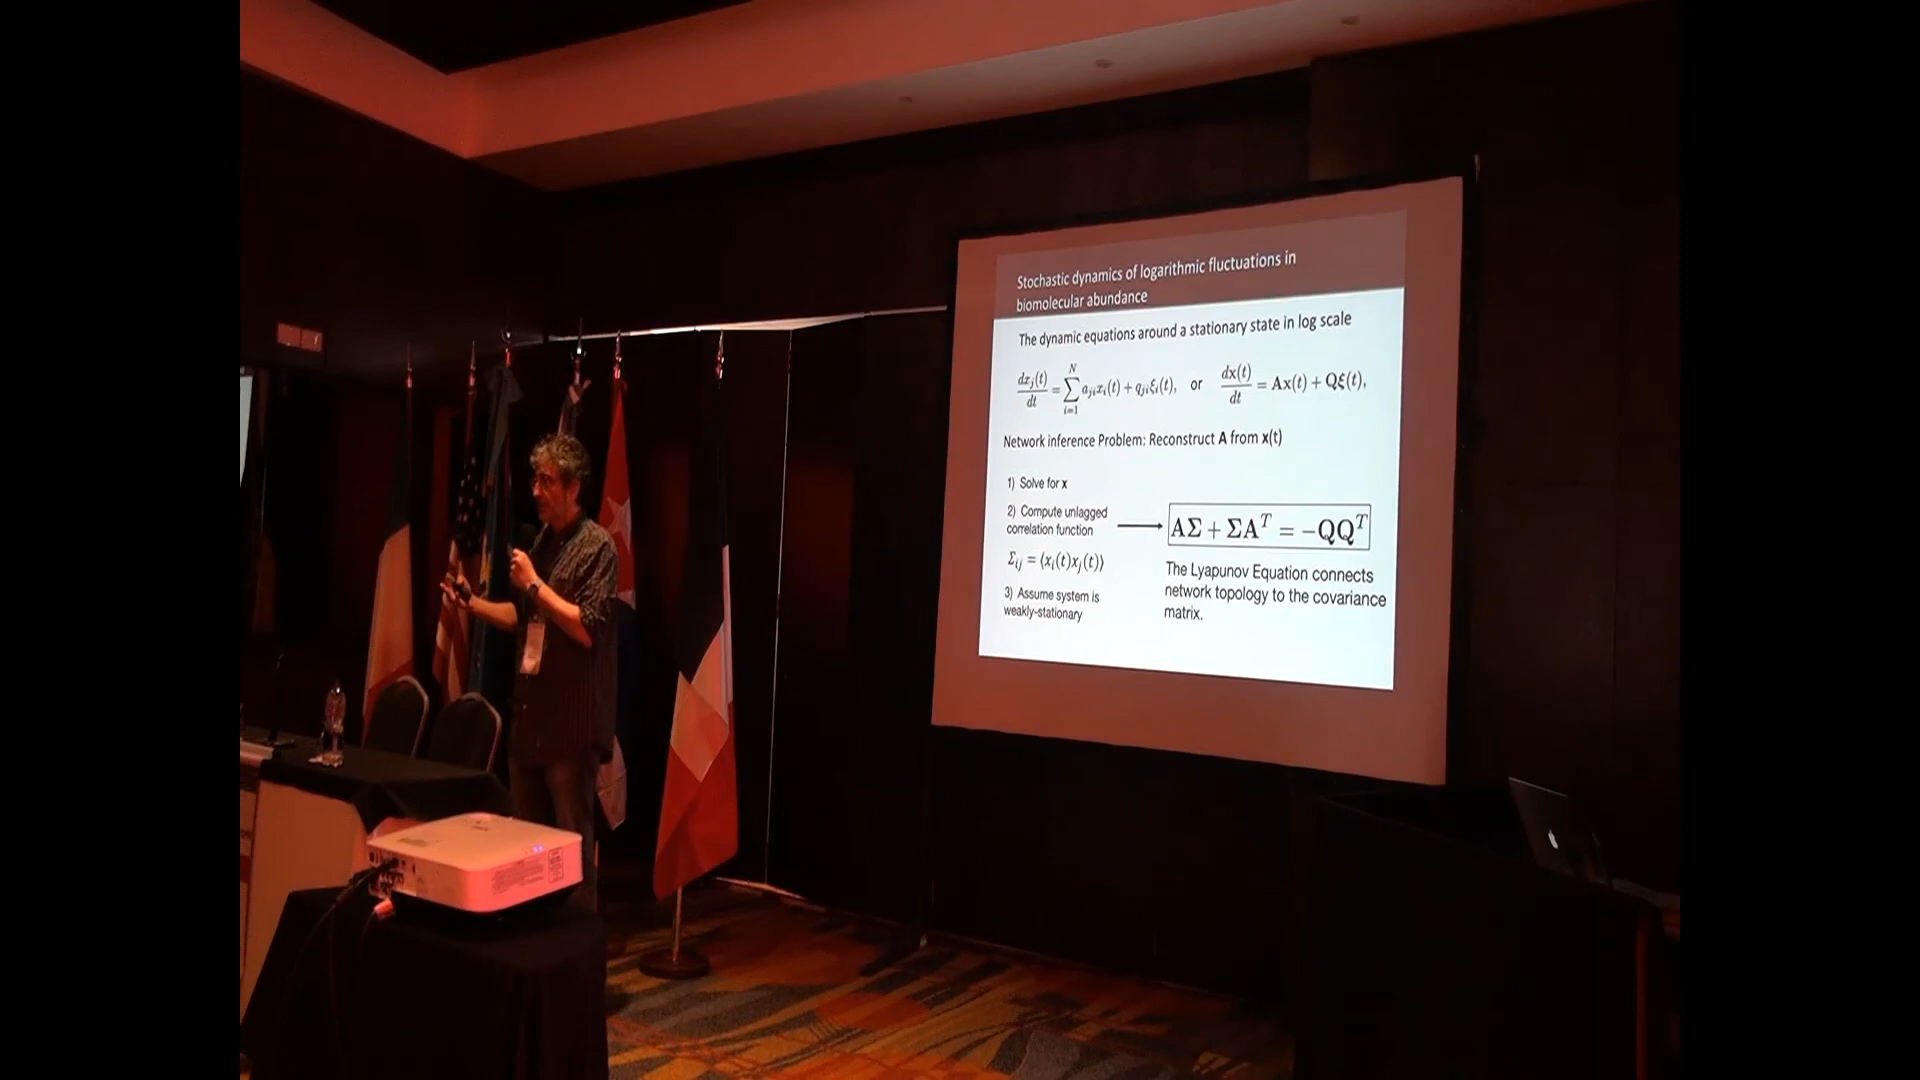 Stochastic dynamics of logarithmic fluctuations in
biomolecular abundance
The dynamic equations around a stationary state in log scale
dx_j(t)/dt = ∑_{i=1}^{N} a_{ji}x_i(t) + q_{ji}ξ_i(t), or dx(t)/dt = Ax(t) + Qξ(t),
Network inference Problem: Reconstruct A from x(t)
1) Solve for x
2) Compute unlagged
correlation function
Σ_{ij} = ⟨x_i(t)x_j(t)⟩
3) Assume system is
weakly-stationary
AΣ + ΣA^T = −QQ^T
The Lyapunov Equation connects
network topology to the covariance
matrix.